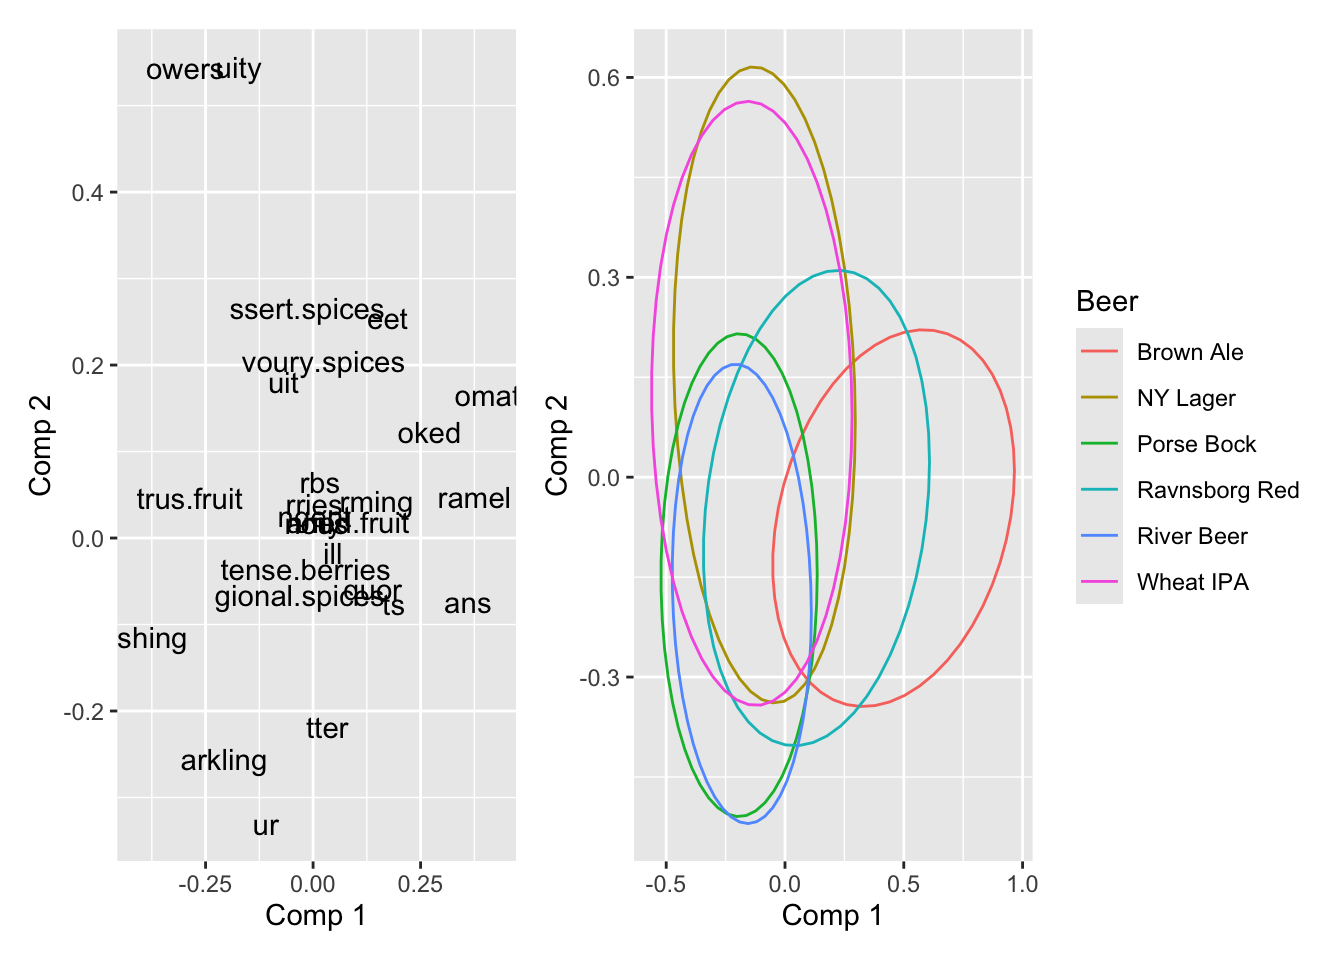 owers
uity
0.4
ssert.spices
eet
voury.spices
0.2
uit
omat
oked
rbs
trus.fruit
rries
rming
ramel
.fruit
0.0
ill
tense.berries
gional.spices
quor
ts
ans
shing
-0.2
tter
arkling
ur
-0.25 0.00 0.25
Comp 1
Comp 2
0.6
0.3
0.0
-0.3
-0.5 0.0 0.5 1.0
Comp 1
Comp 2
Beer
Brown Ale
NY Lager
Porse Bock
Ravnsborg Red
River Beer
Wheat IPA